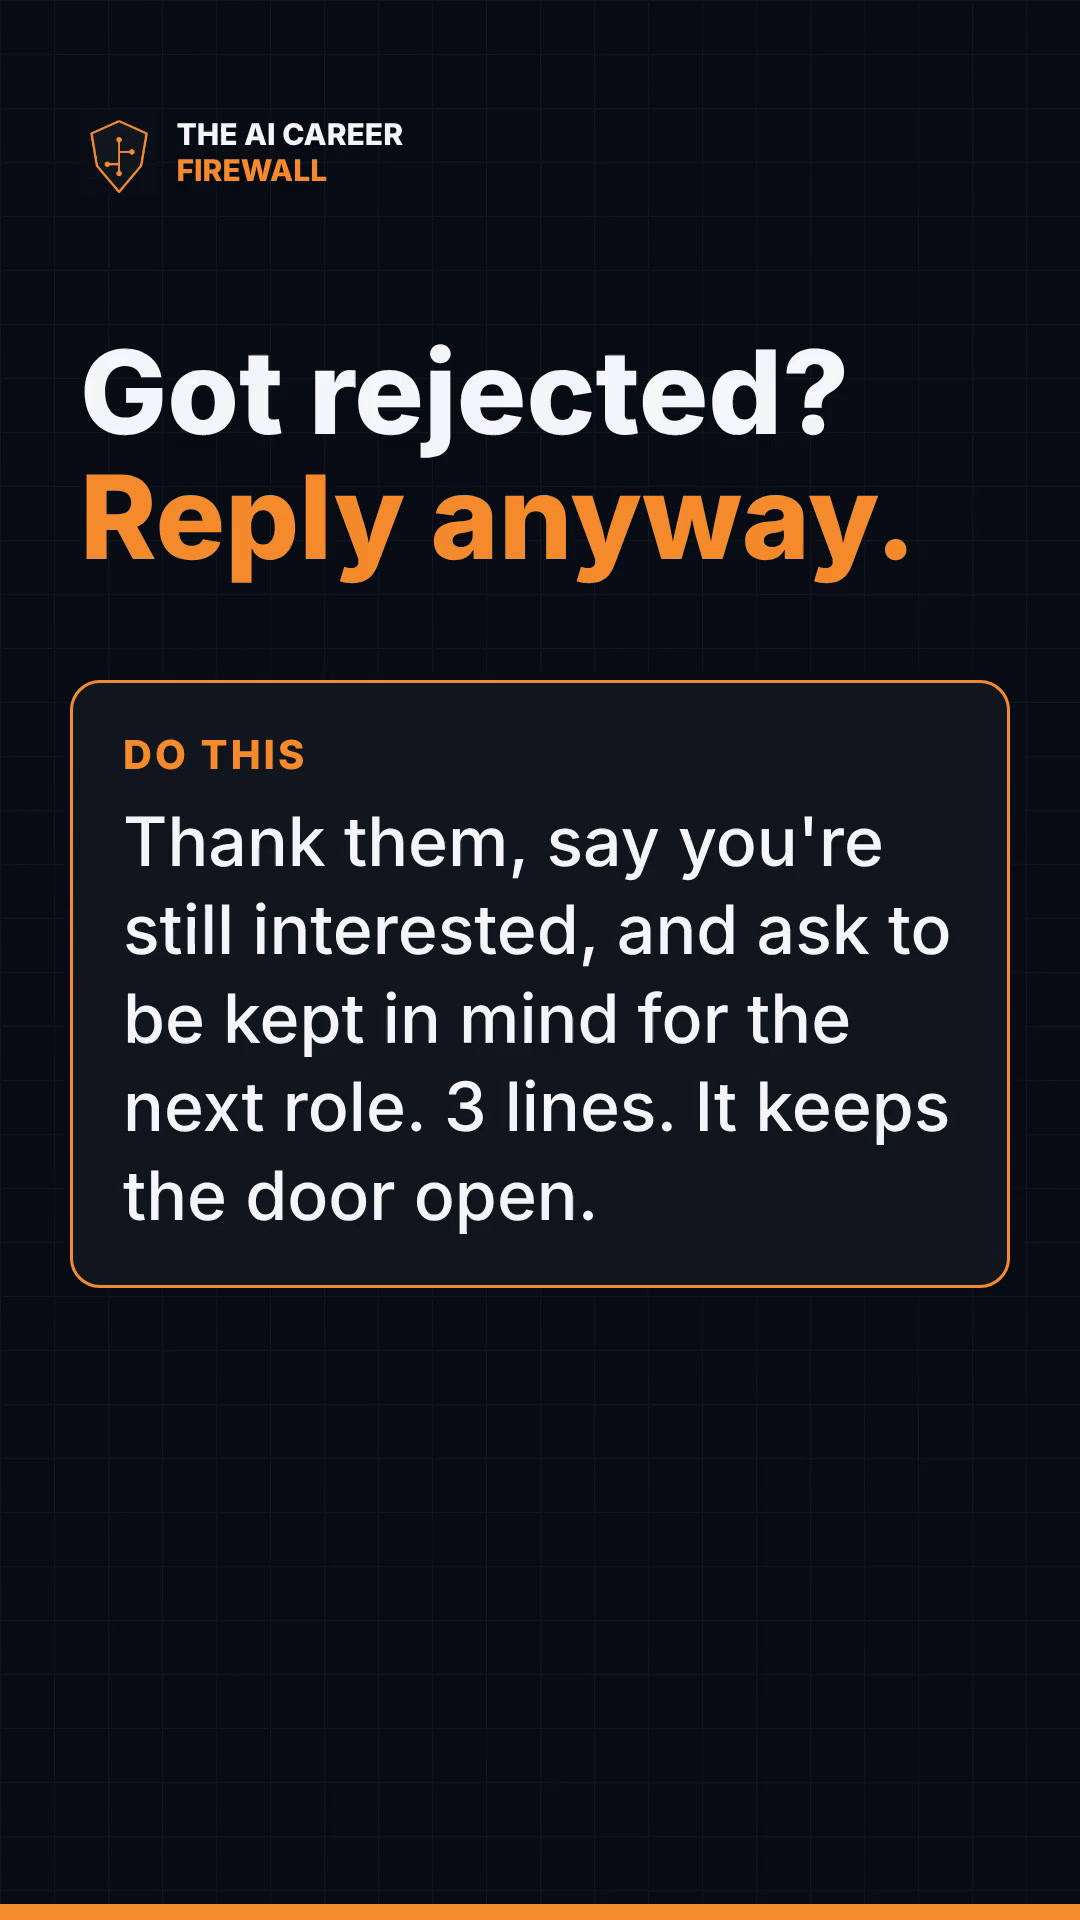 THE AI CAREER
FIREWALL
Got rejected?
Reply anyway.
DO THIS
Thank them, say you're
still interested, and ask to
be kept in mind for the
next role. 3 lines. It keeps
the door open.